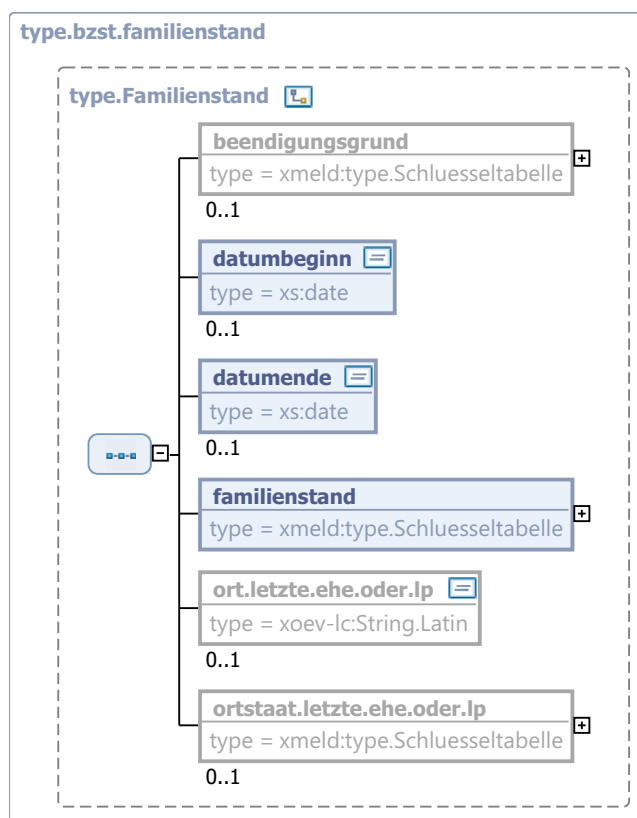 type.bzst.familienstand
type.Familienstand
beendigungsgrund
type = xmeld:type.Schluesseltabelle
0..1
datumbeginn
type = xs:date
0..1
datumende
type = xs:date
0..1
familienstand
type = xmeld:type.Schluesseltabelle
ort.letzte.ehe.oder.lp
type = xoev-lc:String.Latin
0..1
ortstaat.letzte.ehe.oder.lp
type = xmeld:type.Schluesseltabelle
0..1